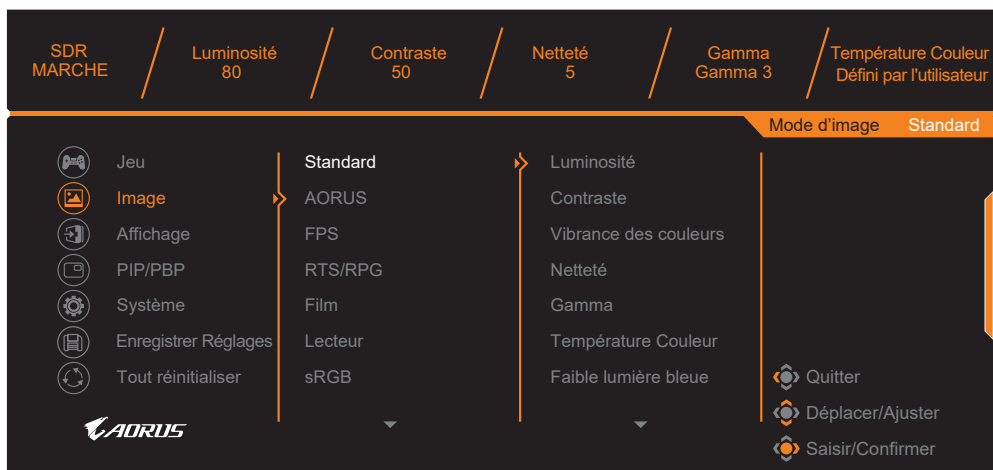 SDR
MARCHE
Luminosité
80
Contraste
50
Netteté
5
Gamma
Gamma 3
Température Couleur
Défini par l'utilisateur
Mode d’image Standard
Jeu
Image
Affichage
PIP/PBP
Système
Enregistrer Réglages
Tout réinitialiser
AORUS
Standard
AORUS
FPS
RTS/RPG
Film
Lecteur
sRGB
Luminosité
Contraste
Vibrance des couleurs
Netteté
Gamma
Température Couleur
Faible lumière bleue
Quitter
Déplacer/Ajuster
Saisir/Confirmer